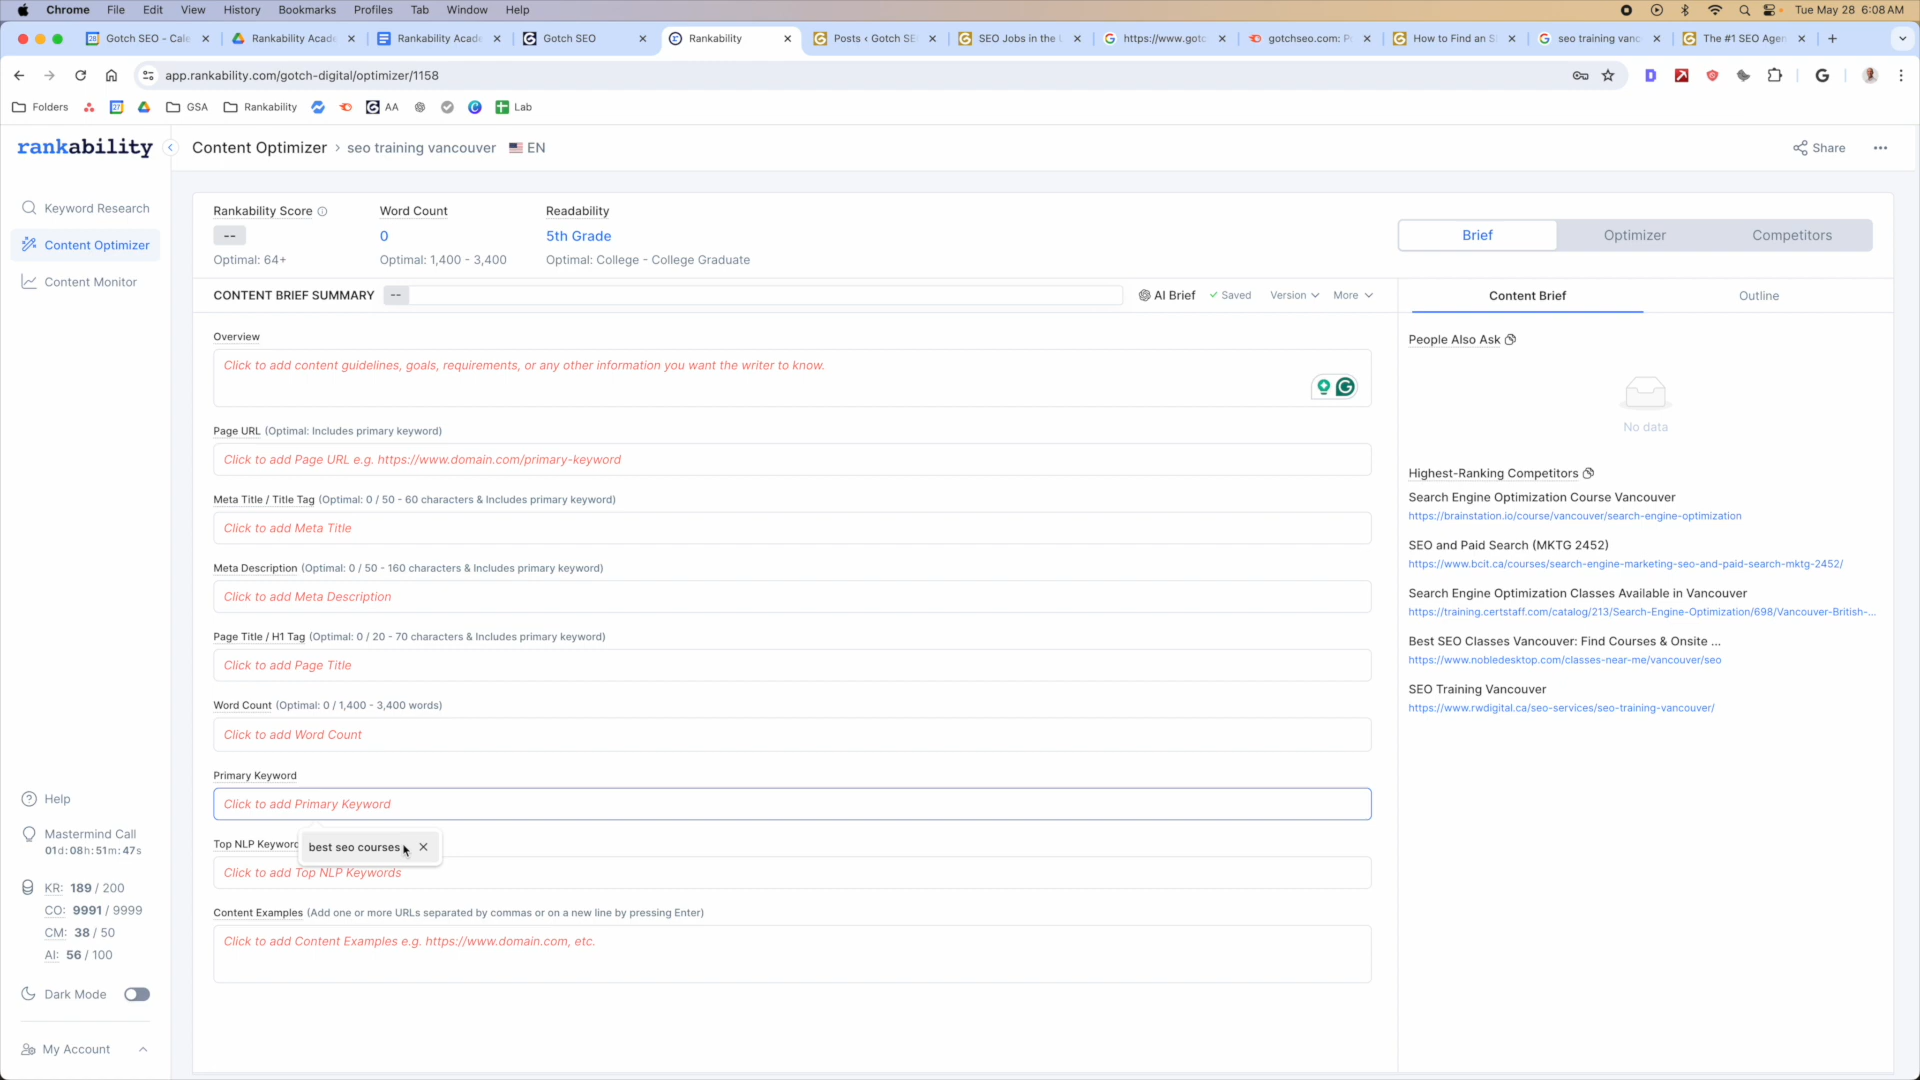 Chrome File Edit View History Bookmarks Profiles Tab Window Help Tue May 28 6:08 AM
Gotch SEO - Cale Rankability Acade Rankability Acade Gotch SEO Rankability Posts ‹ Gotch SE SEO Jobs in the https://www.gotc gotchseo.com: P How to Find an S seo training vanc The #1 SEO Agen
app.rankability.com/gotch-digital/optimizer/1158
Folders GSA Rankability AA Lab
rankability
Content Optimizer › seo training vancouver EN
Share
Keyword Research
Content Optimizer
Content Monitor
Rankability Score Word Count Readability
-- 0 5th Grade
Optimal: 64+ Optimal: 1,400 - 3,400 Optimal: College - College Graduate
Brief Optimizer Competitors
CONTENT BRIEF SUMMARY -- AI Brief Saved Version More
Content Brief Outline
Overview
Click to add content guidelines, goals, requirements, or any other information you want the writer to know.
Page URL (Optimal: Includes primary keyword)
Click to add Page URL e.g. https://www.domain.com/primary-keyword
Meta Title / Title Tag (Optimal: 0 / 50 - 60 characters & Includes primary keyword)
Click to add Meta Title
Meta Description (Optimal: 0 / 50 - 160 characters & Includes primary keyword)
Click to add Meta Description
Page Title / H1 Tag (Optimal: 0 / 20 - 70 characters & Includes primary keyword)
Click to add Page Title
Word Count (Optimal: 0 / 1,400 - 3,400 words)
Click to add Word Count
Primary Keyword
Click to add Primary Keyword
best seo courses
Top NLP Keyword
Click to add Top NLP Keywords
Content Examples (Add one or more URLs separated by commas or on a new line by pressing Enter)
Click to add Content Examples e.g. https://www.domain.com, etc.
People Also Ask
No data
Highest-Ranking Competitors
Search Engine Optimization Course Vancouver
https://brainstation.io/course/vancouver/search-engine-optimization
SEO and Paid Search (MKTG 2452)
https://www.bcit.ca/courses/search-engine-marketing-seo-and-paid-search-mktg-2452/
Search Engine Optimization Classes Available in Vancouver
https://training.certstaff.com/catalog/213/Search-Engine-Optimization/698/Vancouver-British-...
Best SEO Classes Vancouver: Find Courses & Onsite ...
https://www.nobledesktop.com/classes-near-me/vancouver/seo
SEO Training Vancouver
https://www.rwdigital.ca/seo-services/seo-training-vancouver/
Help
Mastermind Call
01d: 08h: 51m: 47s
KR: 189 / 200
CO: 9991 / 9999
CM: 38 / 50
AI: 56 / 100
Dark Mode
My Account